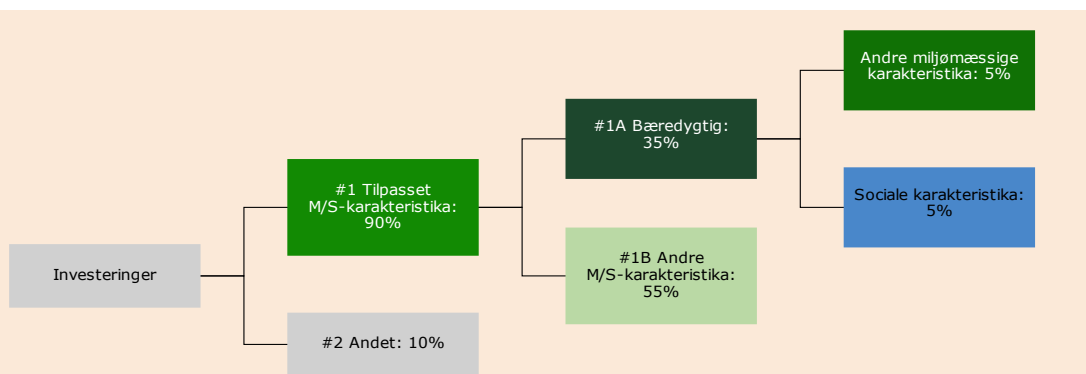 Andre miljømæssige
karakteristika: 5%
#1A Bæredygtig:
35%
#1 Tilpasset
M/S-karakteristika:
90%
Sociale karakteristika:
5%
Investeringer
#1B Andre
M/S-karakteristika:
55%
#2 Andet: 10%